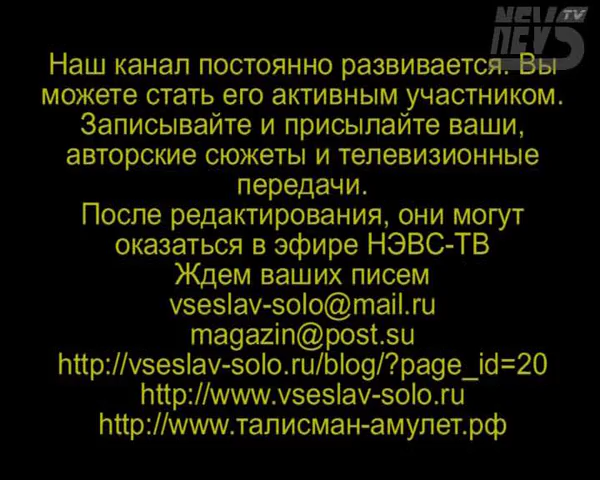 NEVS TV
Наш канал постоянно развивается. Вы
можете стать его активным участником.
Записывайте и присылайте ваши,
авторские сюжеты и телевизионные
передачи.
После редактирования, они могут
оказаться в эфире НЭВС-ТВ
Ждем ваших писем
vseslav-solo@mail.ru
magazin@post.su
http://vseslav-solo.ru/blog/?page_id=20
http://www.vseslav-solo.ru
http://www.талисман-амулет.рф